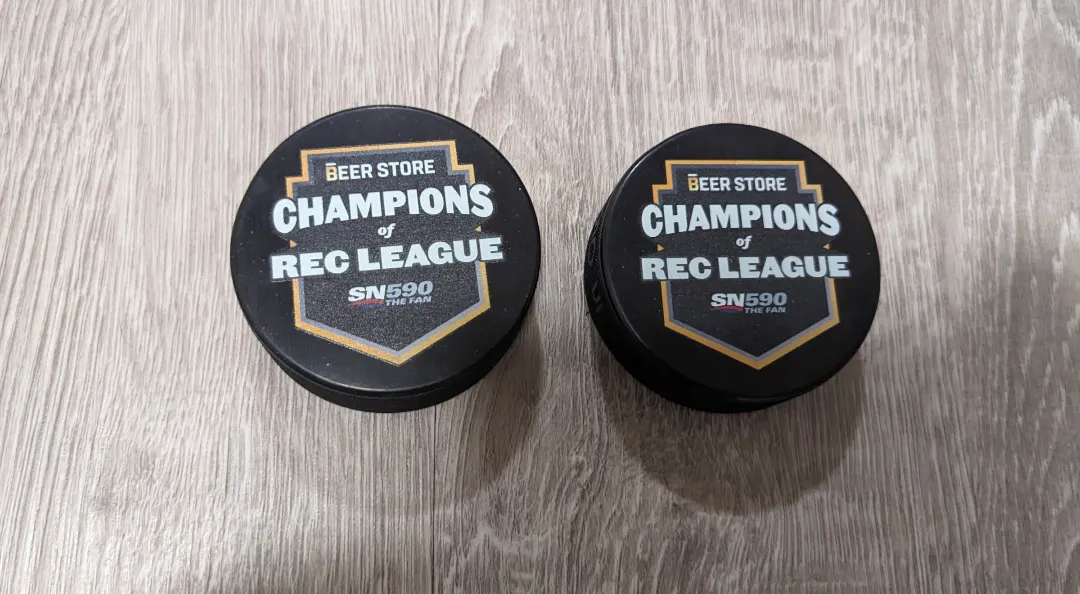 BEER STORE
CHAMPIONS
of
REC LEAGUE
SN590
THE FAN
BEER STORE
CHAMPIONS
of
REC LEAGUE
SN590
THE FAN